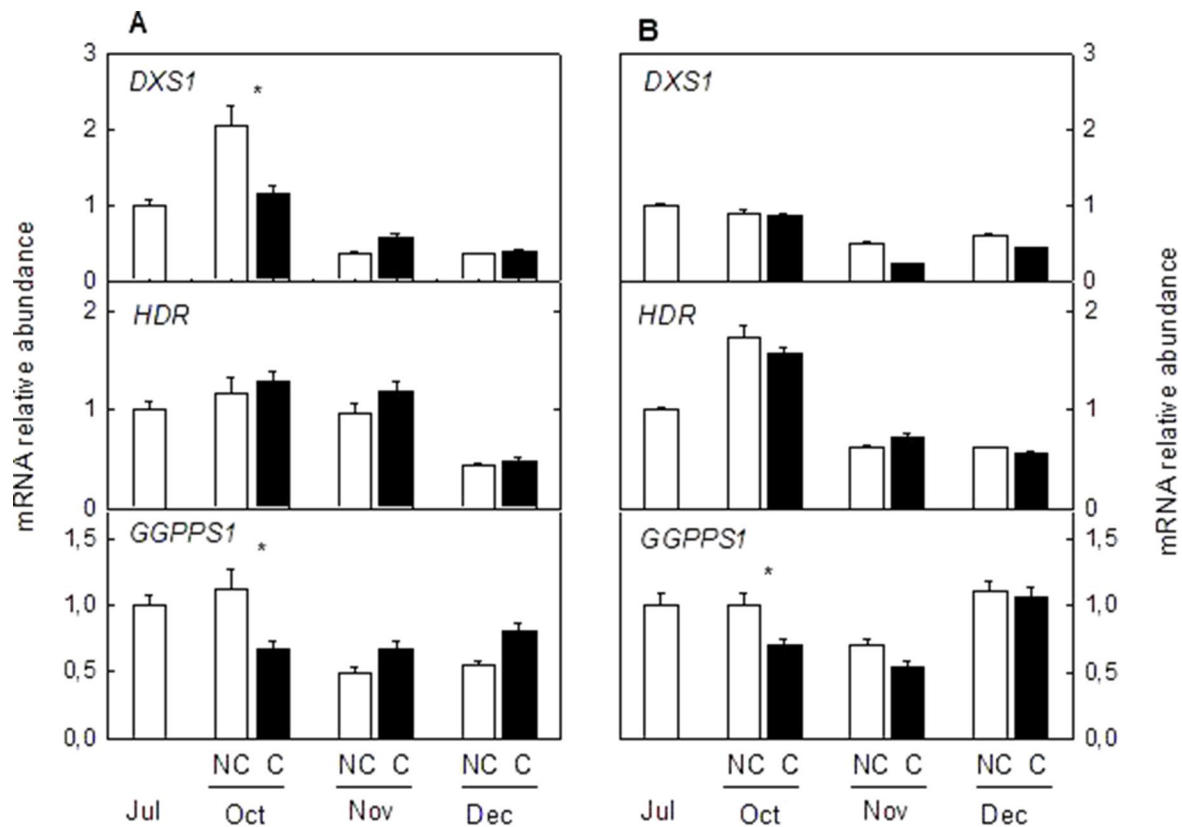 A B
3 3
DXS1 DXS1
*
2 2
1 1
0 0
2 2
HDR HDR
1 1
0 0
GGPPS1 GGPPS1
1,5 1,5
* *
1,0 1,0
0,5 0,5
0,0 0,0
mRNA relative abundance
mRNA relative abundance
NC C NC C NC C NC C NC C NC C
Jul Oct Nov Dec Jul Oct Nov Dec